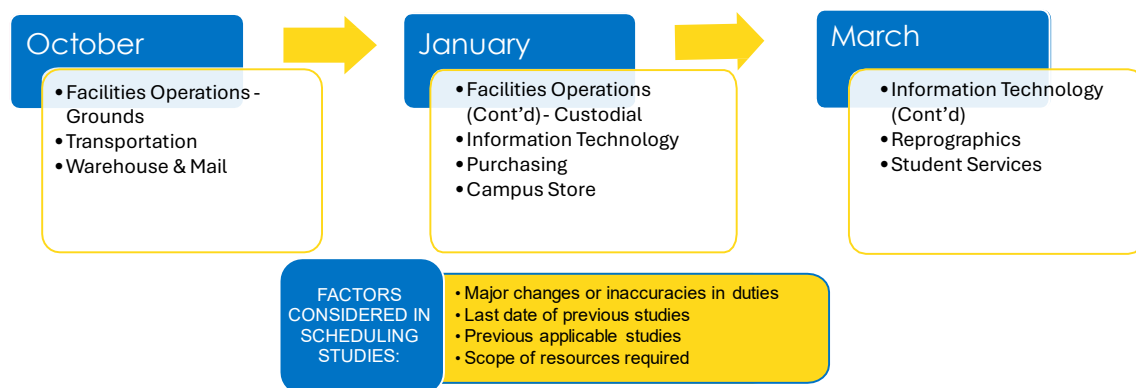 October
• Facilities Operations -
Grounds
• Transportation
• Warehouse & Mail
January
• Facilities Operations
(Cont'd)- Custodial
• Information Technology
• Purchasing
• Campus Store
March
• Information Technology
(Cont'd)
• Reprographics
• Student Services
FACTORS
CONSIDERED IN
SCHEDULING
STUDIES:
• Major changes or inaccuracies in duties
• Last date of previous studies
• Previous applicable studies
• Scope of resources required